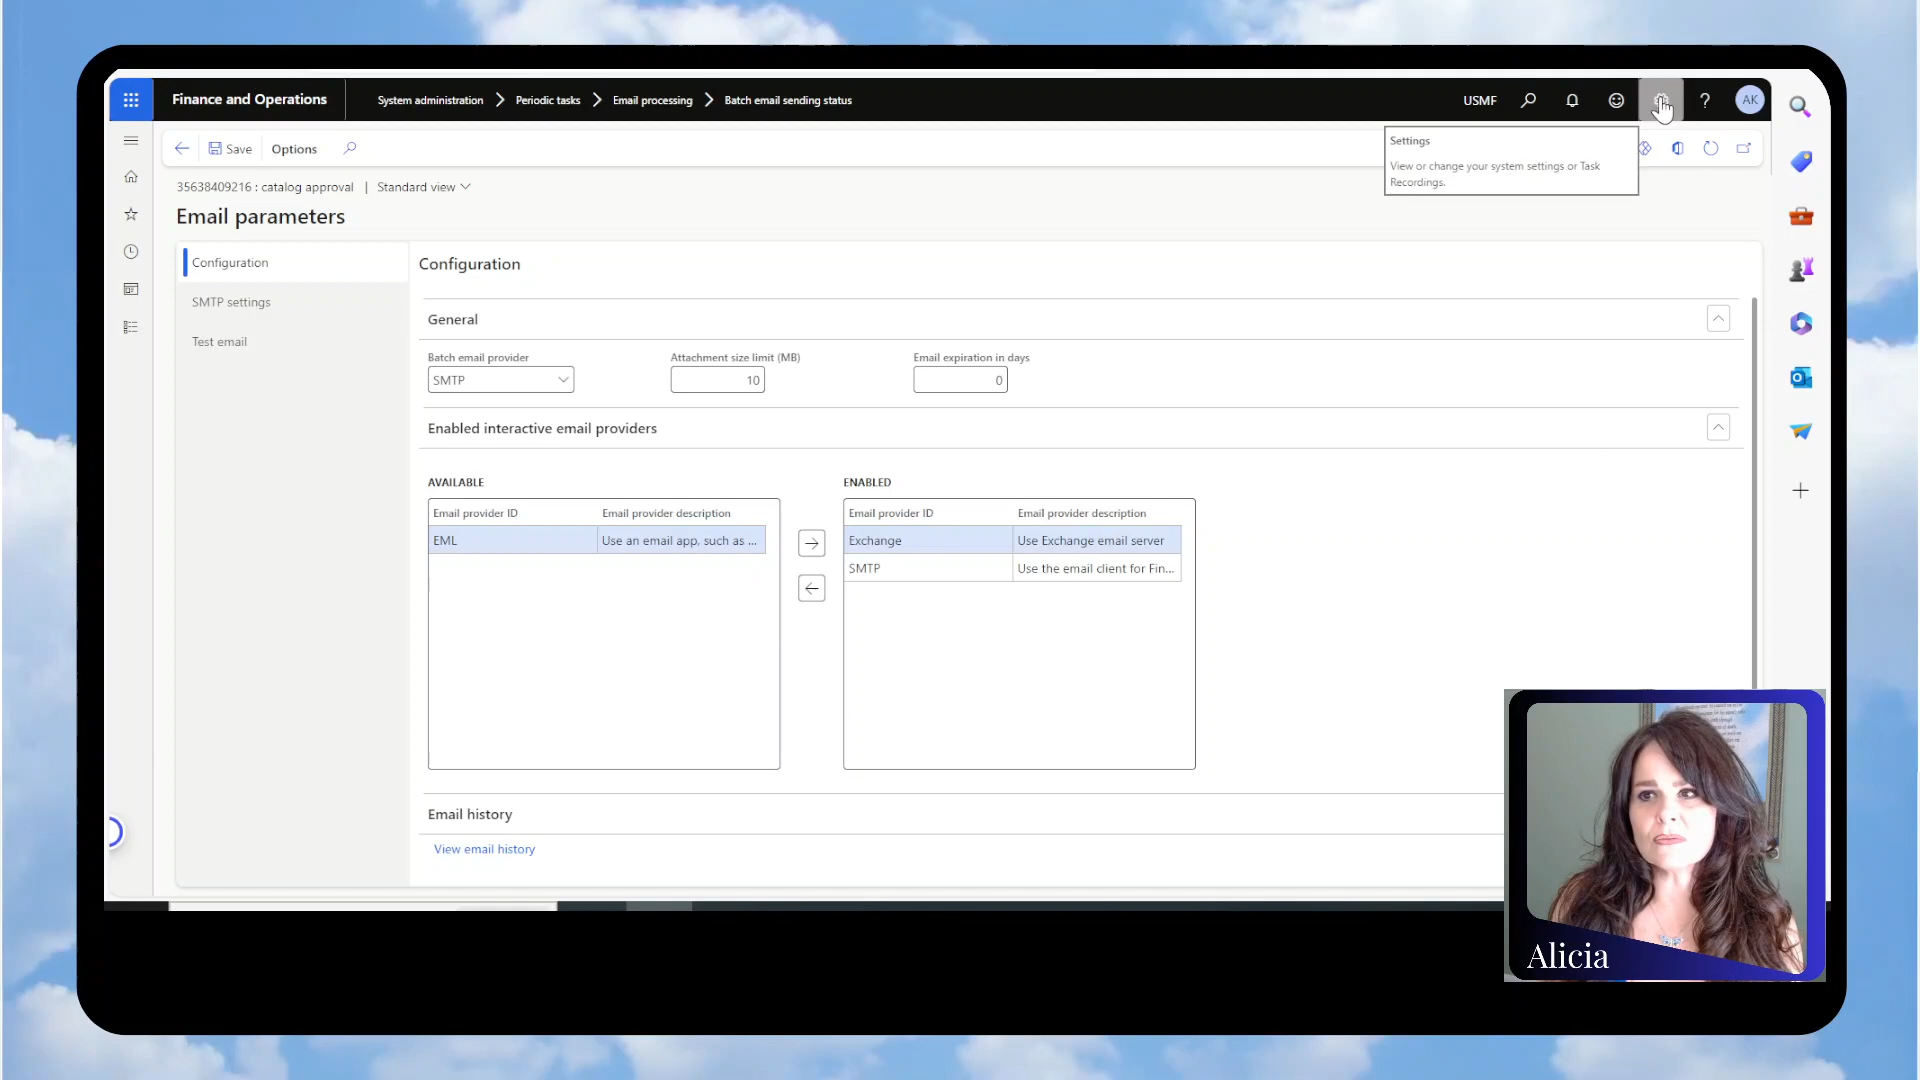 Finance and Operations
System administration
Periodic tasks
Email processing
Batch email sending status
USMF
?
AK
Save
Options
Settings
View or change your system settings or Task
Recordings.
35638409216 : catalog approval | Standard view
Email parameters
Configuration
SMTP settings
Test email
Configuration
General
Batch email provider
SMTP
Attachment size limit (MB)
10
Email expiration in days
0
Enabled interactive email providers
AVAILABLE
Email provider ID
Email provider description
EML
Use an email app, such as ...
ENABLED
Email provider ID
Email provider description
Exchange
Use Exchange email server
SMTP
Use the email client for Fin...
Email history
View email history
Alicia